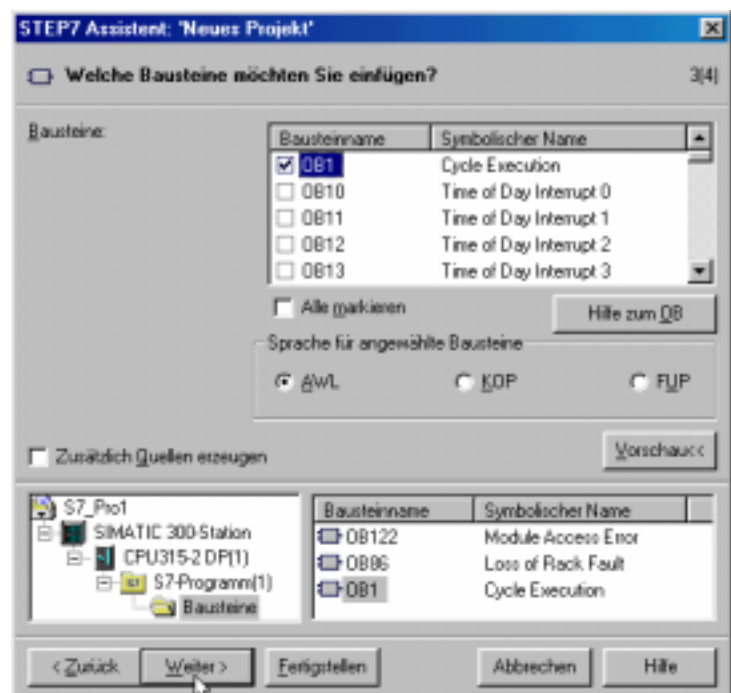 STEP7 Assistent: 'Neues Projekt'
Welche Bausteine möchten Sie einfügen? 3(4)
Bausteine:
Bausteinname Symbolischer Name
OB1 Cycle Execution
OB10 Time of Day Interrupt 0
OB11 Time of Day Interrupt 1
OB12 Time of Day Interrupt 2
OB13 Time of Day Interrupt 3
Alle markieren
Hilfe zum OB
Sprache für angewählte Bausteine
AWL KOP FUP
Zusätzlich Quellen erzeugen
Vorschau<<
S7_Pro1
SIMATIC 300-Station
CPU315-2 DP(1)
S7-Programm(1)
Bausteine
Bausteinname Symbolischer Name
OB122 Module Access Error
OB86 Loss of Rack Fault
OB1 Cycle Execution
< Zurück Weiter > Fertigstellen Abbrechen Hilfe